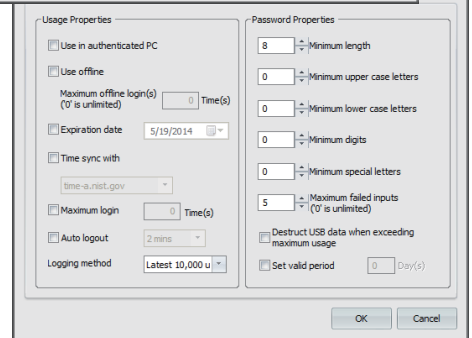 Usage Properties
Use in authenticated PC
Use offline
Maximum offline login(s)
('0' is unlimited)
0 Time(s)
Expiration date 5/19/2014
Time sync with
time-a.nist.gov
Maximum login 0 Time(s)
Auto logout 2 mins
Logging method Latest 10,000 u
Password Properties
8 Minimum length
0 Minimum upper case letters
0 Minimum lower case letters
0 Minimum digits
0 Minimum special letters
5 Maximum failed inputs
('0' is unlimited)
Destruct USB data when exceeding
maximum usage
Set valid period 0 Day(s)
OK Cancel